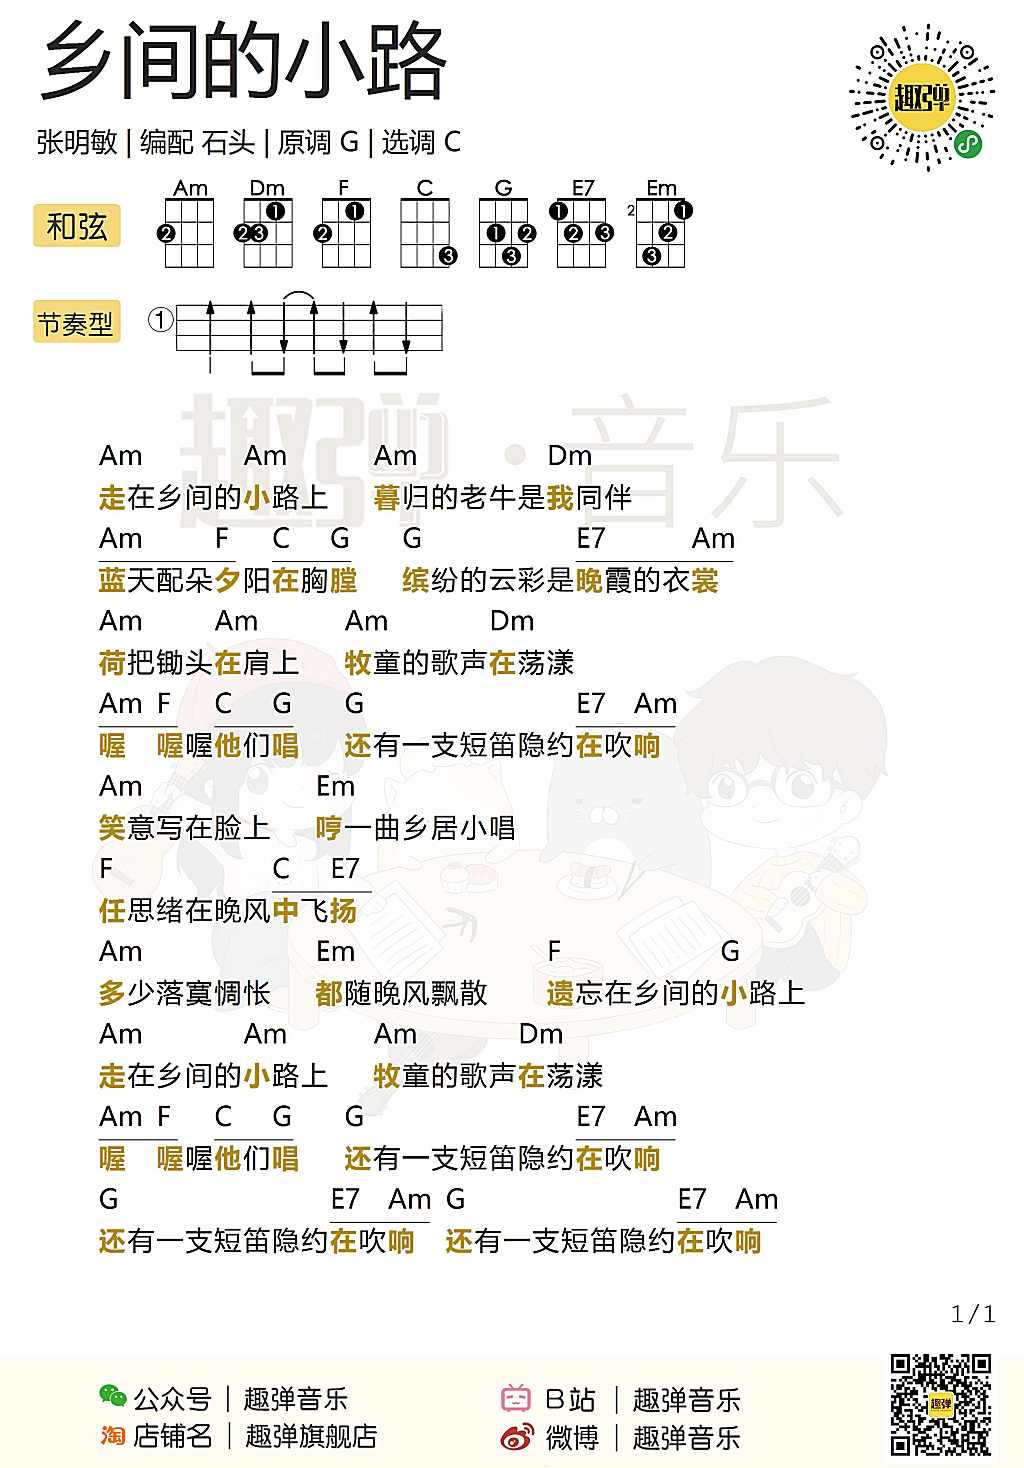 乡间的小路
趣弹
张明敏 | 编配 石头 | 原调 G | 选调 C
和弦 Am Dm F C G E7 Em
2 1 2 3 1 2 3 1 2 3 1 2 3 2 1 2 3
节奏型 1
趣弹·音乐
Am Am Am Dm
走在乡间的小路上 暮归的老牛是我同伴
Am F C G G E7 Am
蓝天配朵夕阳在胸膛 缤纷的云彩是晚霞的衣裳
Am Am Am Dm
荷把锄头在肩上 牧童的歌声在荡漾
Am F C G G E7 Am
喔 喔喔他们唱 还有一支短笛隐约在吹响
Am Em
笑意写在脸上 哼一曲乡居小唱
F C E7
任思绪在晚风中飞扬
Am Em F G
多少落寞惆怅 都随晚风飘散 遗忘在乡间的小路上
Am Am Am Dm
走在乡间的小路上 牧童的歌声在荡漾
Am F C G G E7 Am
喔 喔喔他们唱 还有一支短笛隐约在吹响
G E7 Am G E7 Am
还有一支短笛隐约在吹响 还有一支短笛隐约在吹响
1/1
公众号 | 趣弹音乐 B站 | 趣弹音乐
淘 店铺名 | 趣弹旗舰店 微博 | 趣弹音乐
趣弹